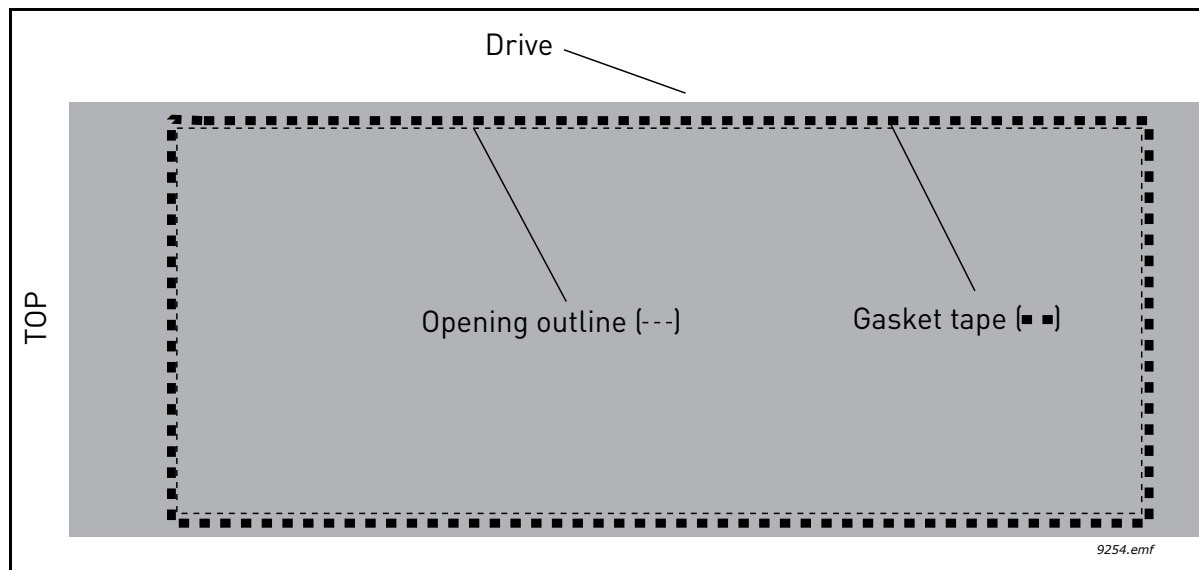 Drive
TOP
Opening outline (---)
Gasket tape (▪ ▪)
9254.emf